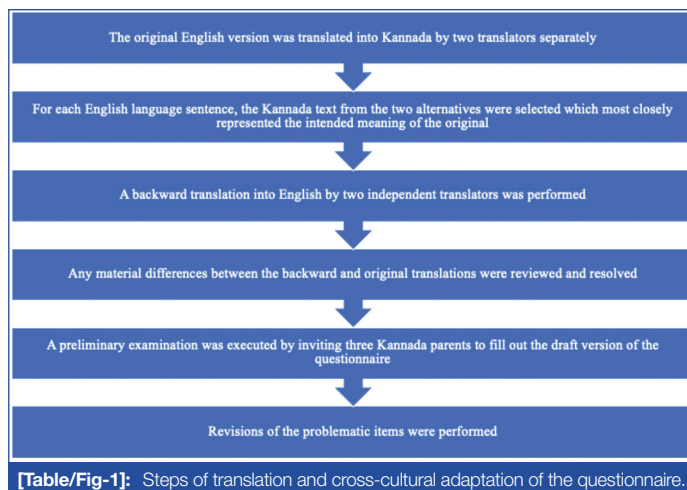 The original English version was translated into Kannada by two translators separately
For each English language sentence, the Kannada text from the two alternatives were selected which most closely
represented the intended meaning of the original
A backward translation into English by two independent translators was performed
Any material differences between the backward and original translations were reviewed and resolved
A preliminary examination was executed by inviting three Kannada parents to fill out the draft version of the
questionnaire
Revisions of the problematic items were performed
[Table/Fig-1]: Steps of translation and cross-cultural adaptation of the questionnaire.